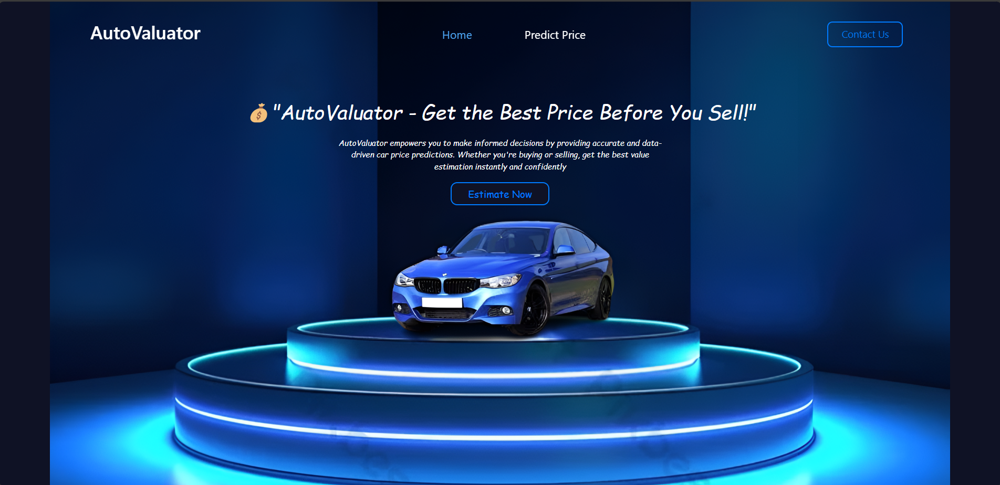 AutoValuator
Home
Predict Price
Contact Us
💰"AutoValuator - Get the Best Price Before You Sell!"
AutoValuator empowers you to make informed decisions by providing accurate and data-
driven car price predictions. Whether you're buying or selling, get the best value
estimation instantly and confidently
Estimate Now